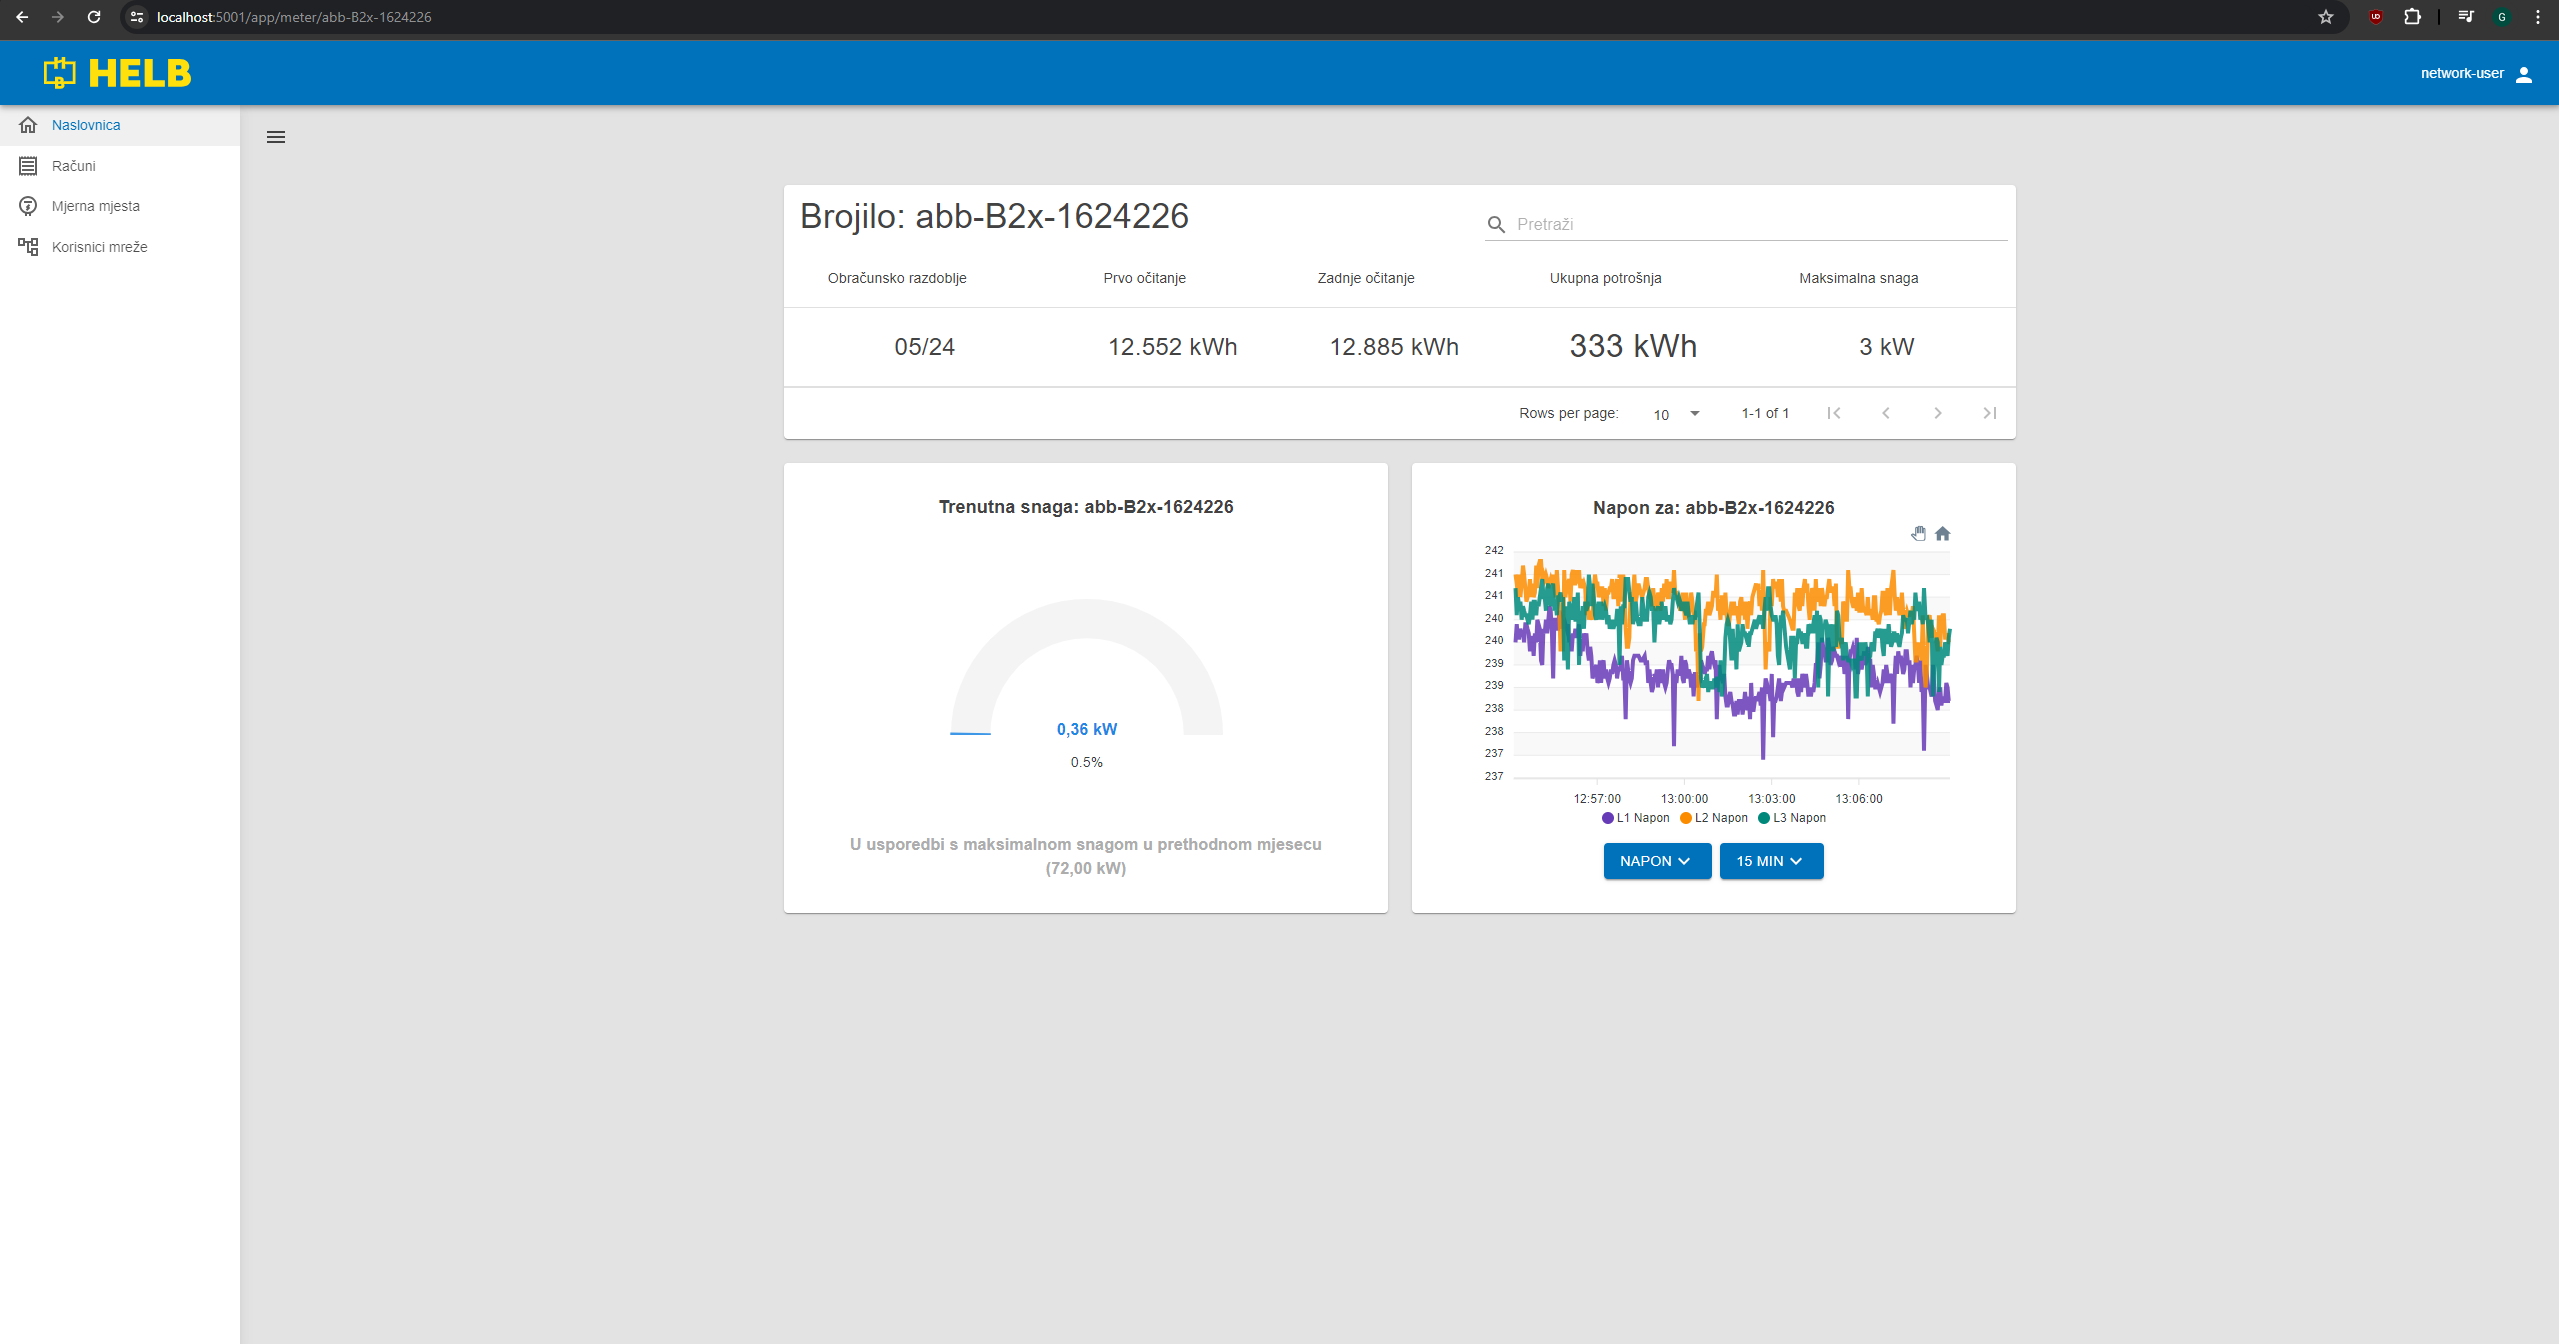 localhost:5001/app/meter/abb-B2x-1624226
UD
G
H
B
HELB
network-user
Naslovnica
Računi
Mjerna mjesta
Korisnici mreže
Brojilo: abb-B2x-1624226
Pretraži
Obračunsko razdoblje Prvo očitanje Zadnje očitanje Ukupna potrošnja Maksimalna snaga
05/24 12.552 kWh 12.885 kWh 333 kWh 3 kW
Rows per page: 10 1-1 of 1
Trenutna snaga: abb-B2x-1624226
0,36 kW
0.5%
U usporedbi s maksimalnom snagom u prethodnom mjesecu
(72,00 kW)
Napon za: abb-B2x-1624226
242
241
241
240
240
239
239
238
238
237
237
12:57:00 13:00:00 13:03:00 13:06:00
L1 Napon L2 Napon L3 Napon
NAPON 15 MIN